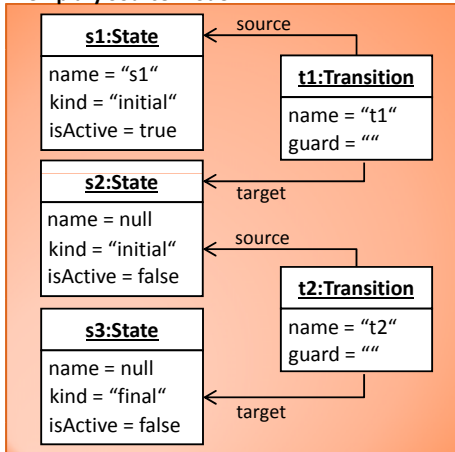 s1:State
name = “s1“
kind = “initial“
isActive = true
source
t1:Transition
name = “t1“
guard = ““
target
s2:State
name = null
kind = “initial“
isActive = false
source
t2:Transition
name = “t2“
guard = ““
target
s3:State
name = null
kind = “final“
isActive = false